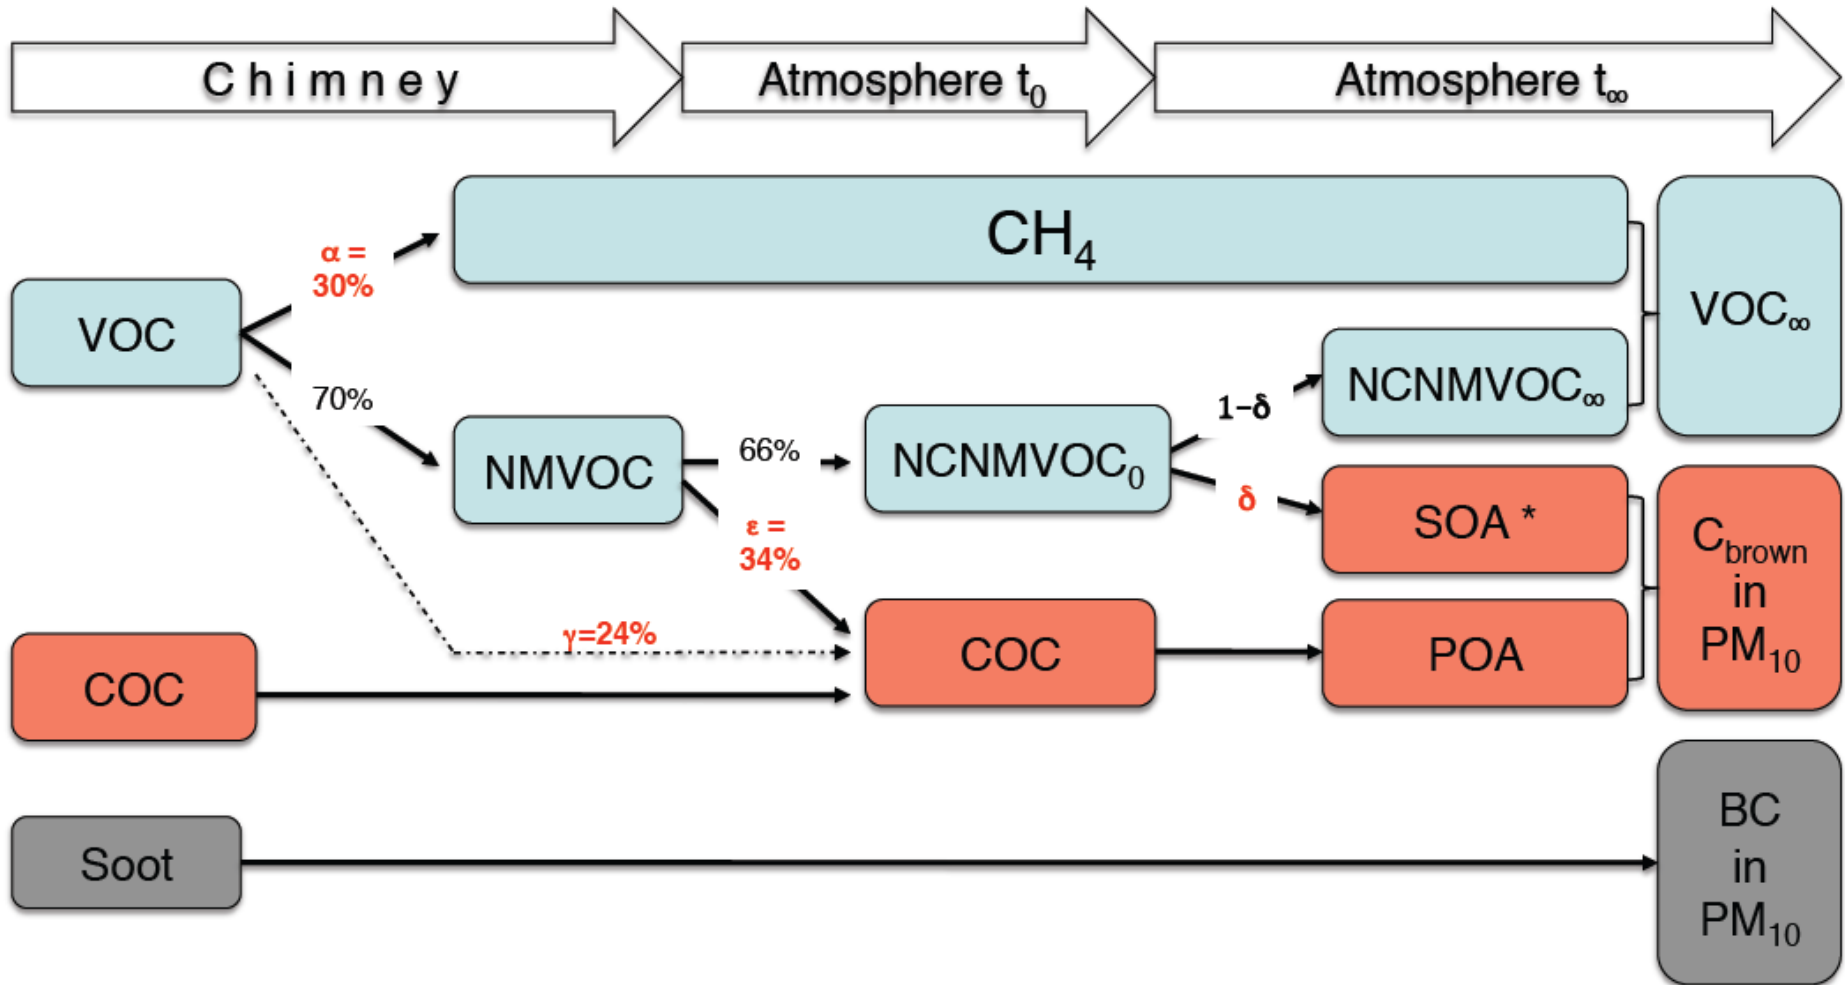 Chimney
Atmosphere t₀
Atmosphere t∞
CH₄
α =
30%
VOC
VOC∞
70%
NMVOC
66%
NCNMVOC₀
1-δ
NCNMVOC∞
δ
SOA *
ε =
34%
C brown
in
PM₁₀
γ=24%
COC
COC
POA
Soot
BC
in
PM₁₀